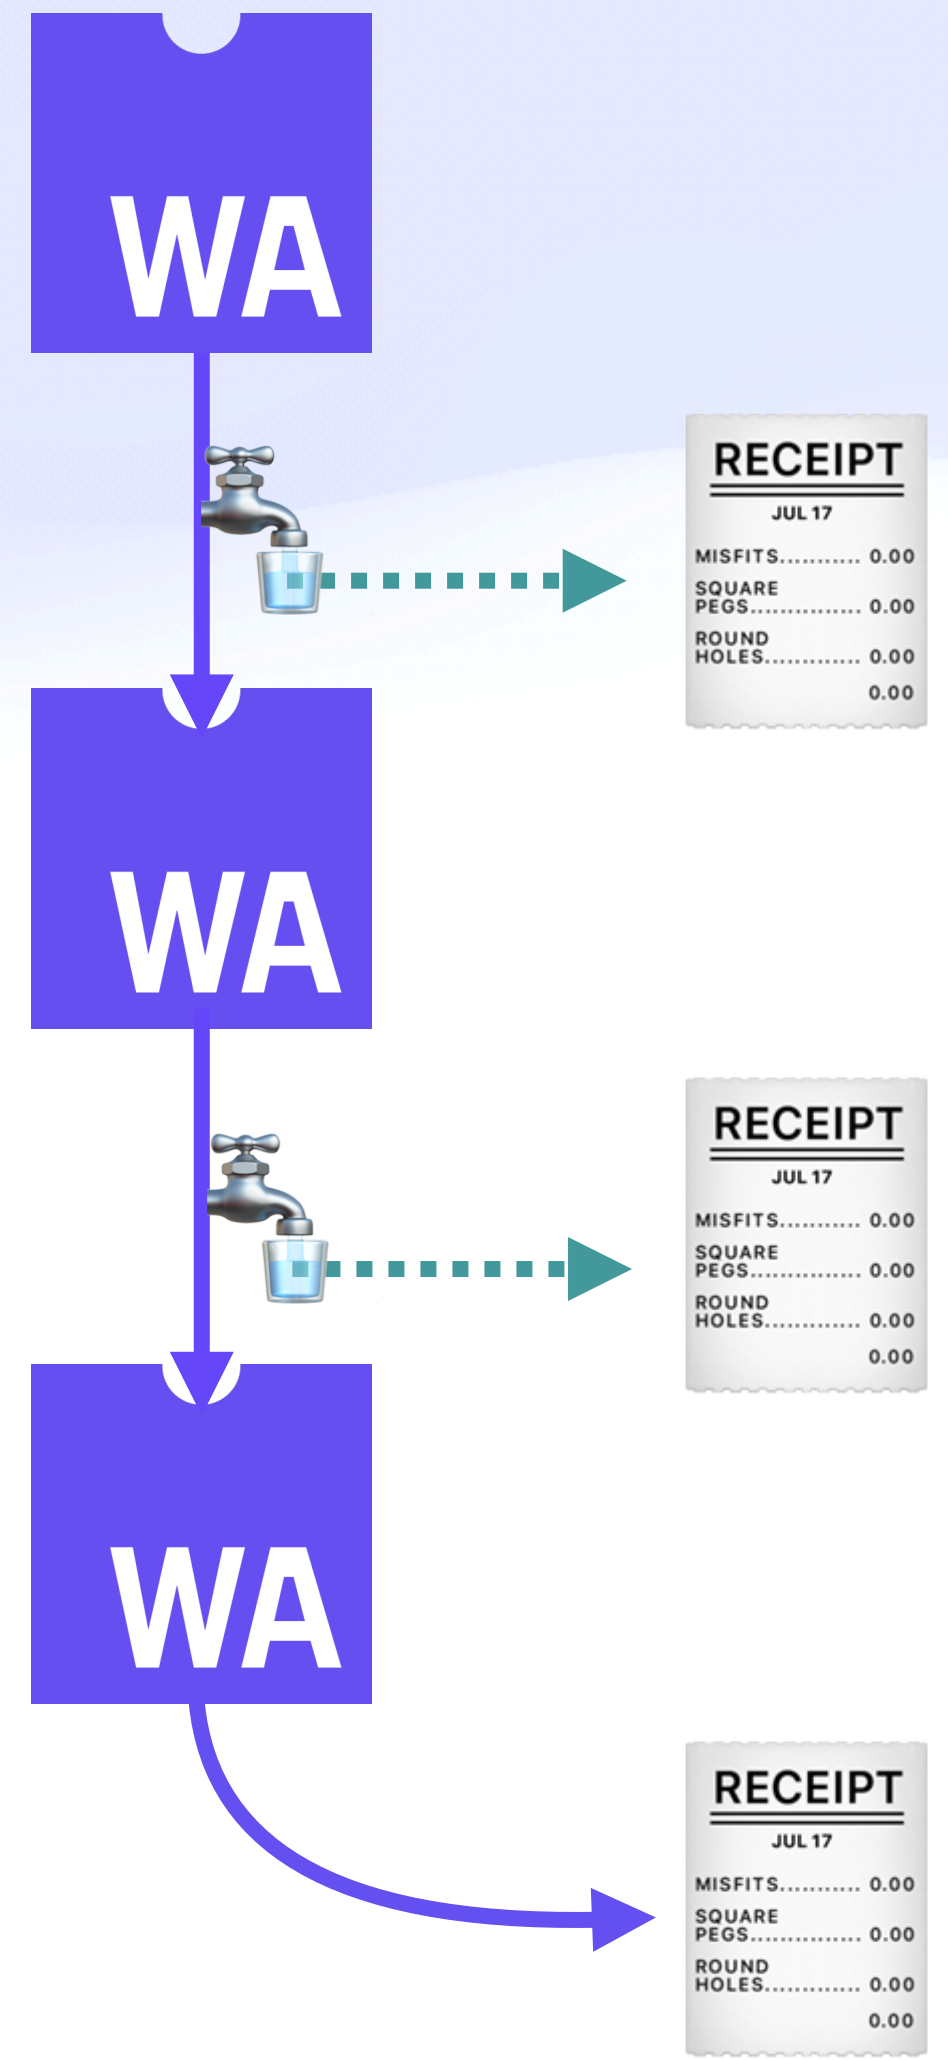 WA
RECEIPT
JUL 17
MISFITS........... 0.00
SQUARE
PEGS............... 0.00
ROUND
HOLES............. 0.00
0.00
WA
RECEIPT
JUL 17
MISFITS........... 0.00
SQUARE
PEGS............... 0.00
ROUND
HOLES............. 0.00
0.00
WA
RECEIPT
JUL 17
MISFITS........... 0.00
SQUARE
PEGS............... 0.00
ROUND
HOLES............. 0.00
0.00